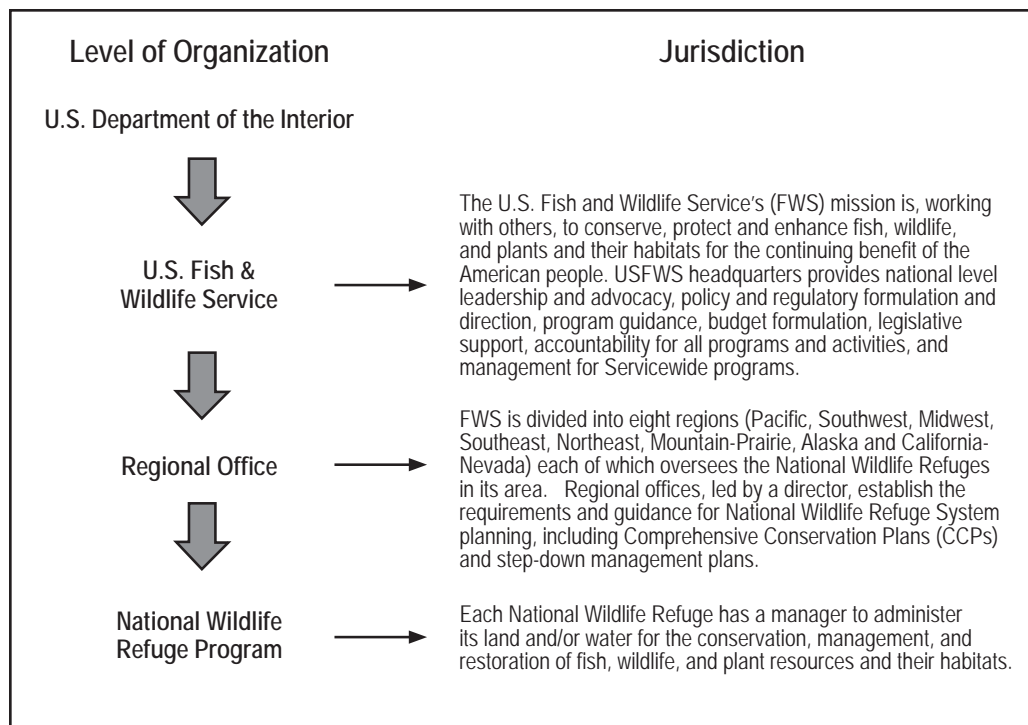 Level of Organization
Jurisdiction
U.S. Department of the Interior
U.S. Fish &
Wildlife Service
The U.S. Fish and Wildlife Service's (FWS) mission is, working
with others, to conserve, protect and enhance fish, wildlife,
and plants and their habitats for the continuing benefit of the
American people. USFWS headquarters provides national level
leadership and advocacy, policy and regulatory formulation and
direction, program guidance, budget formulation, legislative
support, accountability for all programs and activities, and
management for Servicewide programs.
Regional Office
FWS is divided into eight regions (Pacific, Southwest, Midwest,
Southeast, Northeast, Mountain-Prairie, Alaska and California-
Nevada) each of which oversees the National Wildlife Refuges
in its area. Regional offices, led by a director, establish the
requirements and guidance for National Wildlife Refuge System
planning, including Comprehensive Conservation Plans (CCPs)
and step-down management plans.
National Wildlife
Refuge Program
Each National Wildlife Refuge has a manager to administer
its land and/or water for the conservation, management, and
restoration of fish, wildlife, and plant resources and their habitats.